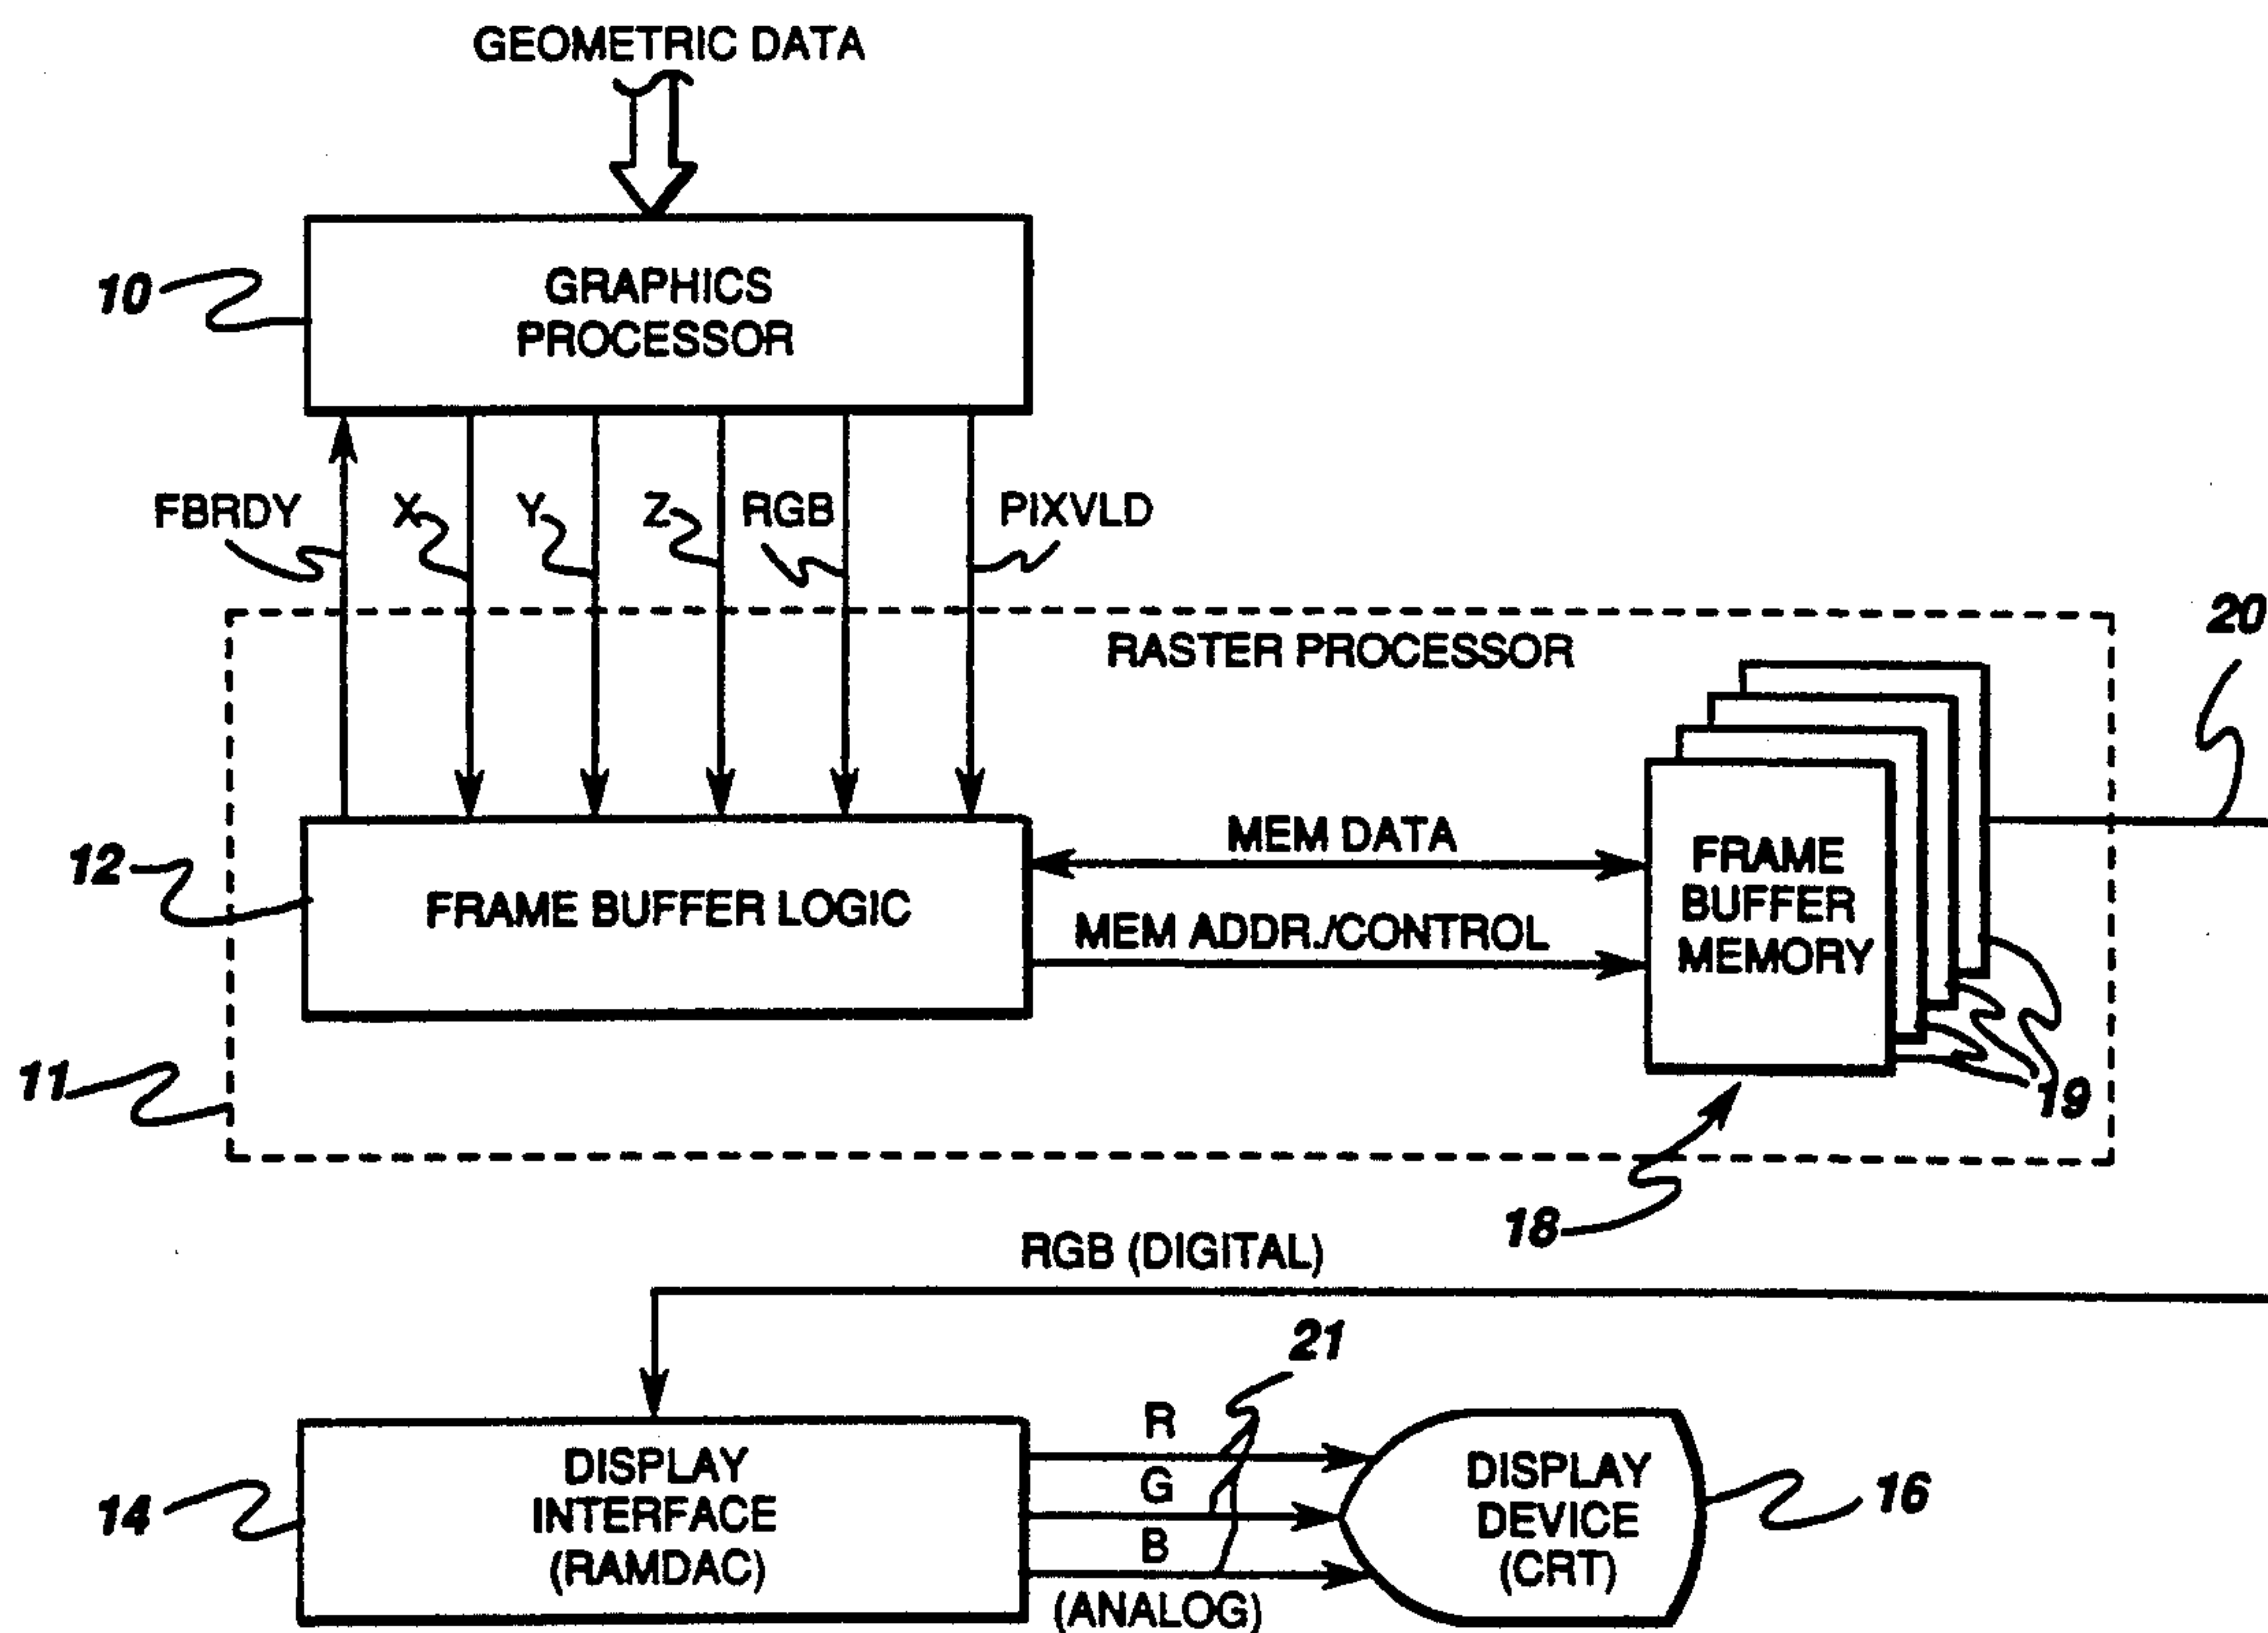 GEOMETRIC DATA
10
GRAPHICS
PROCESSOR
FBRDY
X
Y
Z
RGB
PIXVLD
20
RASTER PROCESSOR
12
FRAME BUFFER LOGIC
MEM DATA
MEM ADDR./CONTROL
FRAME
BUFFER
MEMORY
11
19
18
RGB (DIGITAL)
21
14
DISPLAY
INTERFACE
(RAMDAC)
R
G
B
(ANALOG)
DISPLAY
DEVICE
(CRT)
16